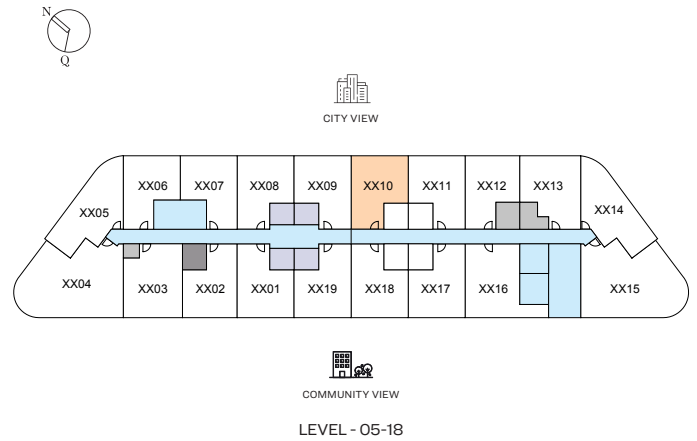 N
Q
CITY VIEW
XX06 XX07 XX08 XX09 XX10 XX11 XX12 XX13
XX05 XX14
XX04 XX03 XX02 XX01 XX19 XX18 XX17 XX16 XX15
COMMUNITY VIEW
LEVEL - 05-18